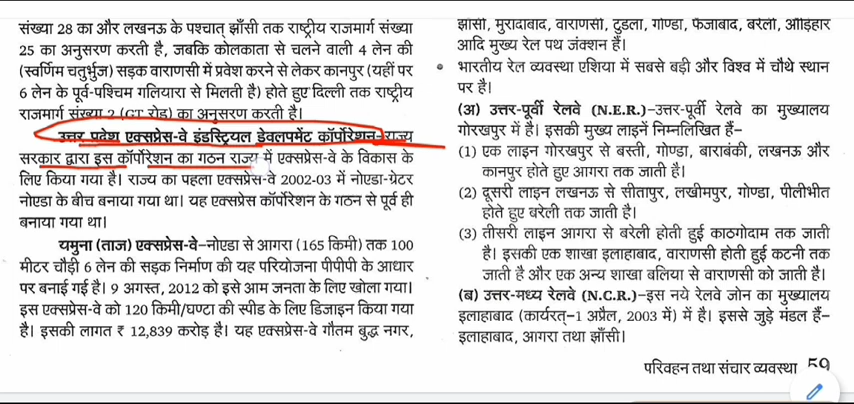 संख्या 28 का और लखनऊ के पश्चात् झाँसी तक राष्ट्रीय राजमार्ग संख्या
25 का अनुसरण करती है, जबकि कोलकाता से चलने वाली 4 लेन की
(स्वर्णिम चतुर्भुज) सड़क वाराणसी में प्रवेश करने से लेकर कानपुर (यहीं पर
6 लेन के पूर्व-पश्चिम गलियारा से मिलती है) होते हुए दिल्ली तक राष्ट्रीय
राजमार्ग संख्या 2 (GT रोड) का अनुसरण करती है।
उत्तर प्रदेश एक्सप्रेस-वे इंडस्ट्रियल डेवलपमेंट कॉर्पोरेशन–राज्य
सरकार द्वारा इस कॉर्पोरेशन का गठन राज्य में एक्सप्रेस-वे के विकास के
लिए किया गया है। राज्य का पहला एक्सप्रेस-वे 2002-03 में नोएडा-ग्रेटर
नोएडा के बीच बनाया गया था। यह एक्सप्रेस कॉर्पोरेशन के गठन से पूर्व ही
बनाया गया था।
यमुना (ताज) एक्सप्रेस-वे–नोएडा से आगरा (165 किमी) तक 100
मीटर चौड़ी 6 लेन की सड़क निर्माण की यह परियोजना पीपीपी के आधार
पर बनाई गई है। 9 अगस्त, 2012 को इसे आम जनता के लिए खोला गया।
इस एक्सप्रेस-वे को 120 किमी/घण्टा की स्पीड के लिए डिजाइन किया गया
है। इसकी लागत ₹ 12,839 करोड़ है। यह एक्सप्रेस-वे गौतम बुद्ध नगर,
झाँसी, मुरादाबाद, वाराणसी, टुंडला, गोण्डा, फैजाबाद, बरेली, औड़िहार
आदि मुख्य रेल पथ जंक्शन हैं।
• भारतीय रेल व्यवस्था एशिया में सबसे बड़ी और विश्व में चौथे स्थान
पर है।
(अ) उत्तर-पूर्वी रेलवे (N.E.R.)–उत्तर-पूर्वी रेलवे का मुख्यालय
गोरखपुर में है। इसकी मुख्य लाइनें निम्नलिखित हैं–
(1) एक लाइन गोरखपुर से बस्ती, गोण्डा, बाराबंकी, लखनऊ और
कानपुर होते हुए आगरा तक जाती है।
(2) दूसरी लाइन लखनऊ से सीतापुर, लखीमपुर, गोण्डा, पीलीभीत
होते हुए बरेली तक जाती है।
(3) तीसरी लाइन आगरा से बरेली होती हुई काठगोदाम तक जाती
है। इसकी एक शाखा इलाहाबाद, वाराणसी होती हुई कटनी तक
जाती है और एक अन्य शाखा बलिया से वाराणसी को जाती है।
(ब) उत्तर-मध्य रेलवे (N.C.R.)–इस नये रेलवे जोन का मुख्यालय
इलाहाबाद (कार्यरत्–1 अप्रैल, 2003 में) में है। इससे जुड़े मंडल हैं–
इलाहाबाद, आगरा तथा झाँसी।
परिवहन तथा संचार व्यवस्था 59